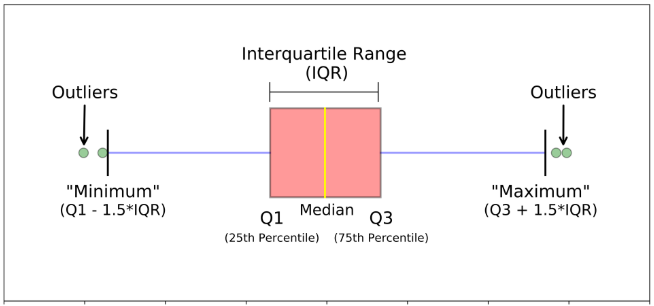 Interquartile Range
(IQR)
Outliers
Outliers
"Minimum"
(Q1 - 1.5*IQR)
"Maximum"
(Q3 + 1.5*IQR)
Median
Q1
Q3
(25th Percentile)
(75th Percentile)